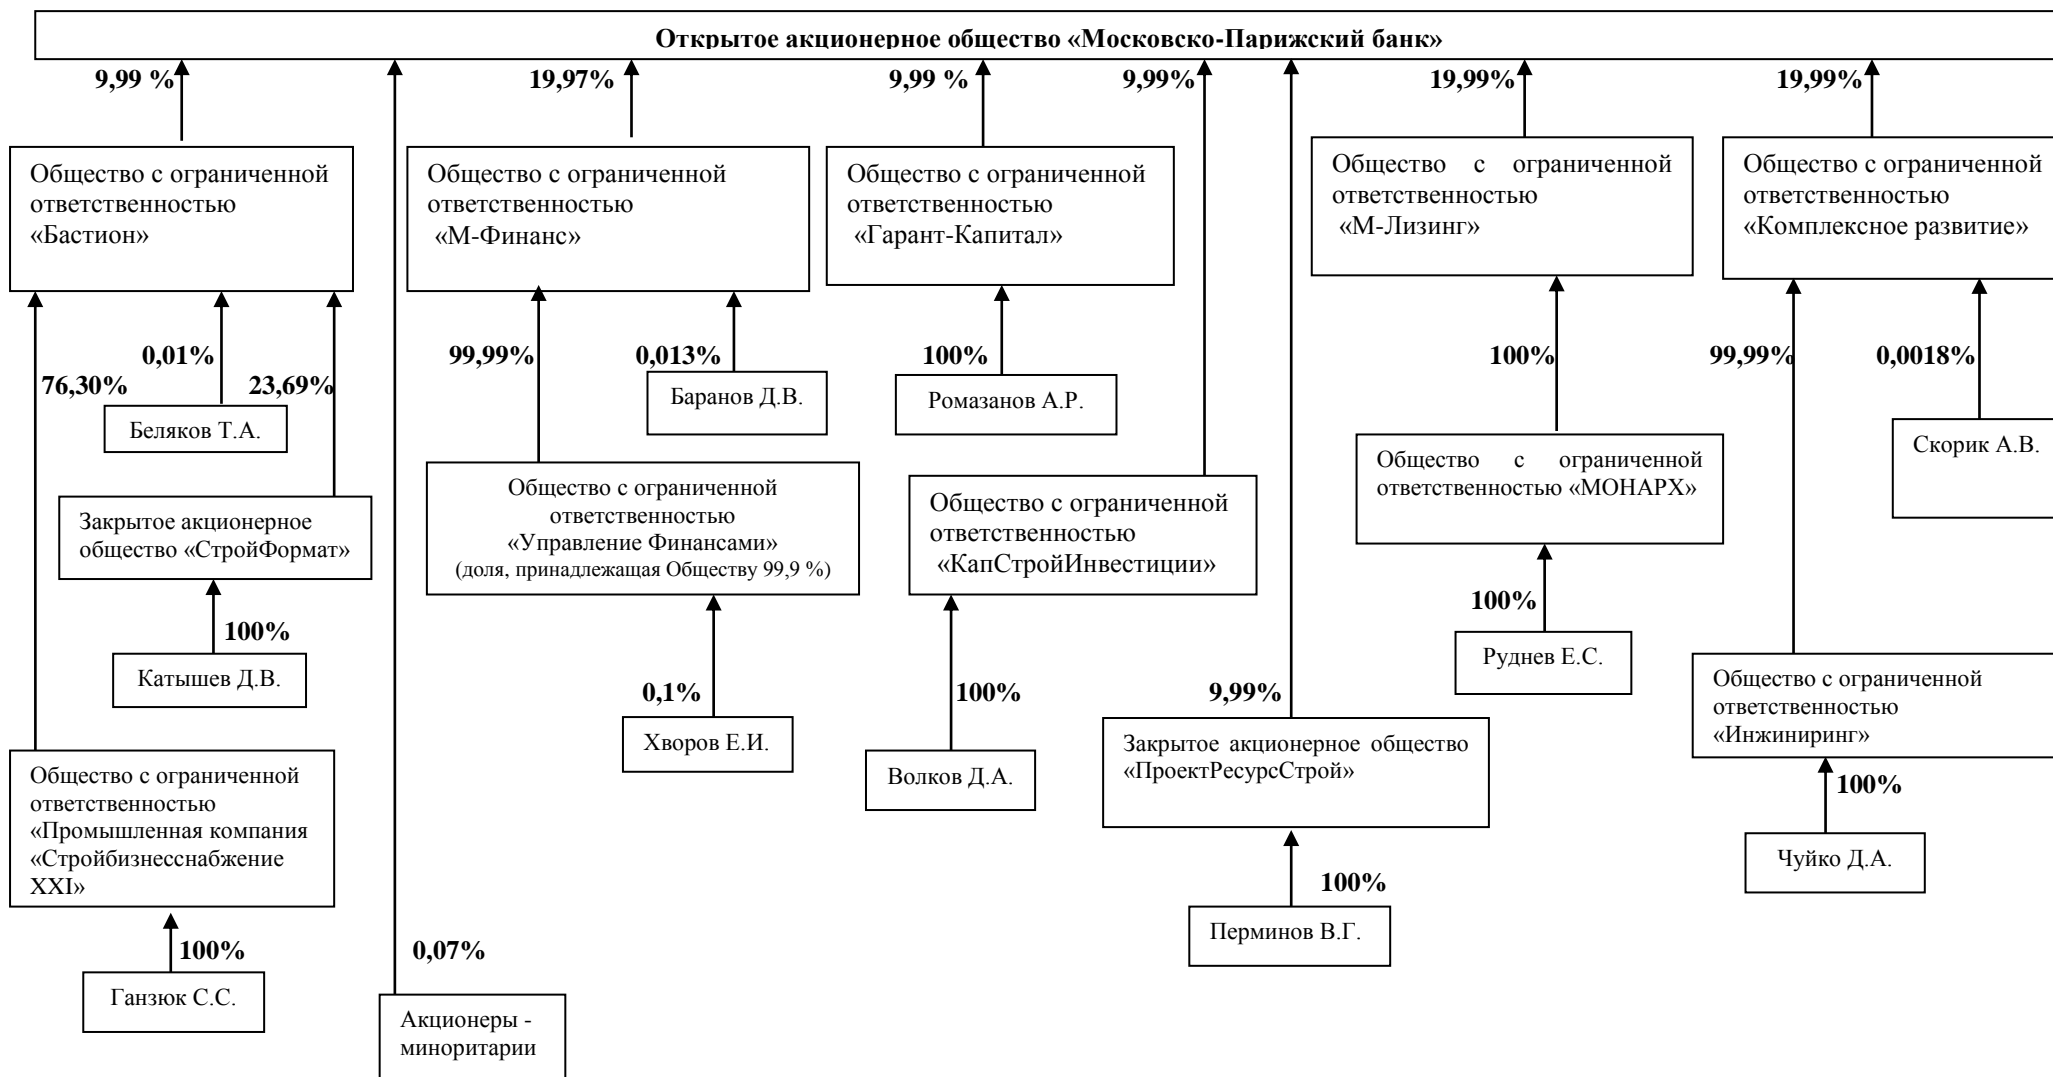 Открытое акционерное общество «Московско-Парижский банк»
9,99 %
19,97%
9,99 %
9,99%
19,99%
19,99%
Общество с ограниченной
ответственностью
«Бастион»
Общество с ограниченной
ответственностью
«М-Финанс»
Общество с ограниченной
ответственностью
«Гарант-Капитал»
Общество с ограниченной
ответственностью
«М-Лизинг»
Общество с ограниченной
ответственностью
«Комплексное развитие»
0,01%
76,30%
23,69%
99,99%
0,013%
100%
100%
99,99%
0,0018%
Беляков Т.А.
Баранов Д.В.
Ромазанов А.Р.
Скорик А.В.
Закрытое акционерное
общество «СтройФормат»
Общество с ограниченной
ответственностью
«Управление Финансами»
(доля, принадлежащая Обществу 99,9 %)
Общество с ограниченной
ответственностью
«КапСтройИнвестиции»
Общество с ограниченной
ответственностью «МОНАРХ»
100%
100%
Катышев Д.В.
0,1%
100%
9,99%
Руднев Е.С.
Общество с ограниченной
ответственностью
«Инжиниринг»
Хворов Е.И.
Волков Д.А.
Закрытое акционерное общество
«ПроектРесурсСтрой»
100%
Общество с ограниченной
ответственностью
«Промышленная компания
«Стройбизнесснабжение
XXI»
Чуйко Д.А.
100%
Перминов В.Г.
100%
0,07%
Ганзюк С.С.
Акционеры -
миноритарии